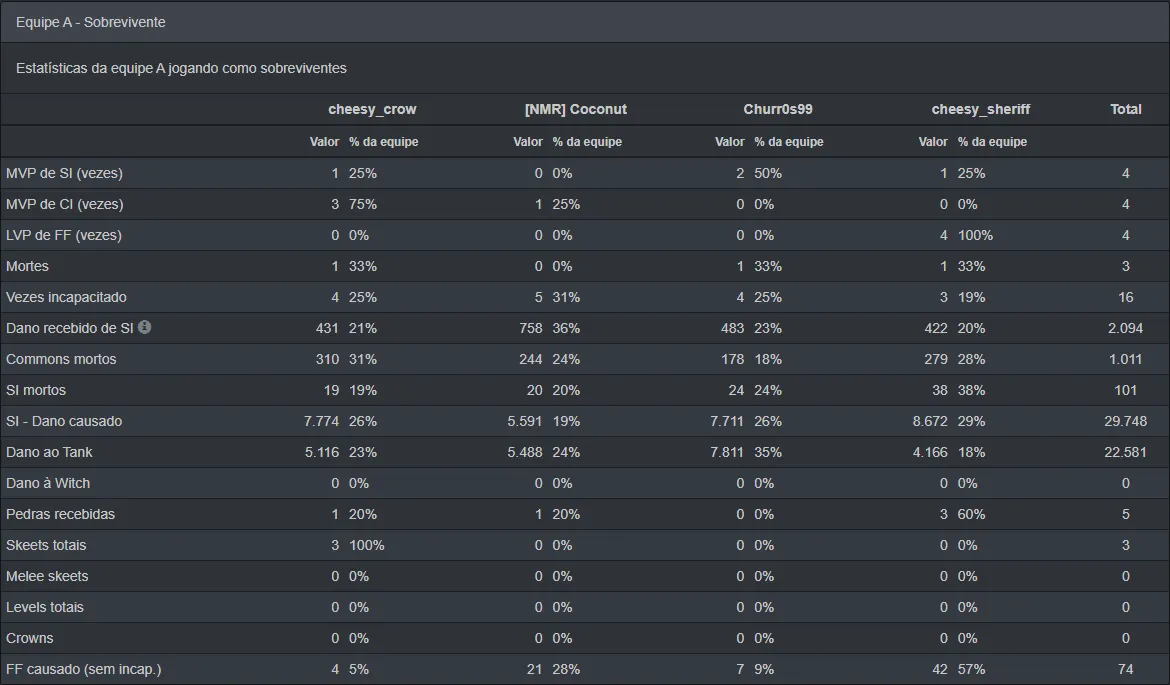 Equipe A - Sobrevivente
Estatísticas da equipe A jogando como sobreviventes
cheesy_crow [NMR] Coconut Churr0s99 cheesy_sheriff Total
Valor % da equipe Valor % da equipe Valor % da equipe Valor % da equipe
MVP de SI (vezes) 1 25% 0 0% 2 50% 1 25% 4
MVP de CI (vezes) 3 75% 1 25% 0 0% 0 0% 4
LVP de FF (vezes) 0 0% 0 0% 0 0% 4 100% 4
Mortes 1 33% 0 0% 1 33% 1 33% 3
Vezes incapacitado 4 25% 5 31% 4 25% 3 19% 16
Dano recebido de SI 431 21% 758 36% 483 23% 422 20% 2.094
Commons mortos 310 31% 244 24% 178 18% 279 28% 1.011
SI mortos 19 19% 20 20% 24 24% 38 38% 101
SI - Dano causado 7.774 26% 5.591 19% 7.711 26% 8.672 29% 29.748
Dano ao Tank 5.116 23% 5.488 24% 7.811 35% 4.166 18% 22.581
Dano à Witch 0 0% 0 0% 0 0% 0 0% 0
Pedras recebidas 1 20% 1 20% 0 0% 3 60% 5
Skeets totais 3 100% 0 0% 0 0% 0 0% 3
Melee skeets 0 0% 0 0% 0 0% 0 0% 0
Levels totais 0 0% 0 0% 0 0% 0 0% 0
Crowns 0 0% 0 0% 0 0% 0 0% 0
FF causado (sem incap.) 4 5% 21 28% 7 9% 42 57% 74